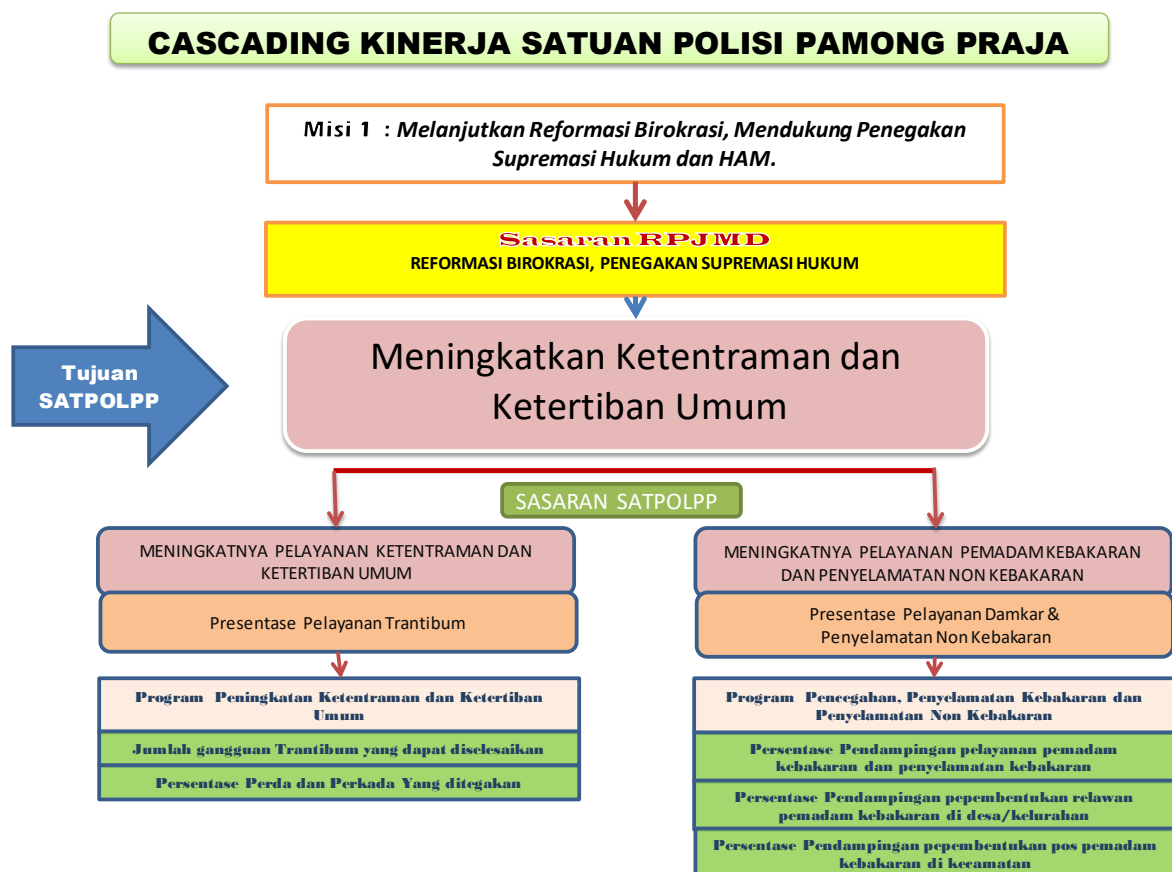 CASCADING KINERJA SATUAN POLISI PAMONG PRAJA
Misi 1 : Melanjutkan Reformasi Birokrasi, Mendukung Penegakan
Supremasi Hukum dan HAM.
Sasaran RPJMD
REFORMASI BIROKRASI, PENEGAKAN SUPREMASI HUKUM
Tujuan
SATPOLPP
Meningkatkan Ketentraman dan
Ketertiban Umum
SASARAN SATPOLPP
MENINGKATNYA PELAYANAN KETENTRAMAN DAN
KETERTIBAN UMUM
Presentase Pelayanan Trantibum
Program Peningkatan Ketentraman dan Ketertiban
Umum
Jumlah gangguan Trantibum yang dapat diselesaikan
Persentase Perda dan Perkada Yang ditegakan
MENINGKATNYA PELAYANAN PEMADAM KEBAKARAN
DAN PENYELAMATAN NON KEBAKARAN
Presentase Pelayanan Damkar &
Penyelamatan Non Kebakaran
Program Pencegahan, Penyelamatan Kebakaran dan
Penyelamatan Non Kebakaran
Persentase Pendampingan pelayanan pemadam
kebakaran dan penyelamatan kebakaran
Persentase Pendampingan pepembentukan relawan
pemadam kebakaran di desa/kelurahan
Persentase Pendampingan pepembentukan pos pemadam
kebakaran di kecamatan